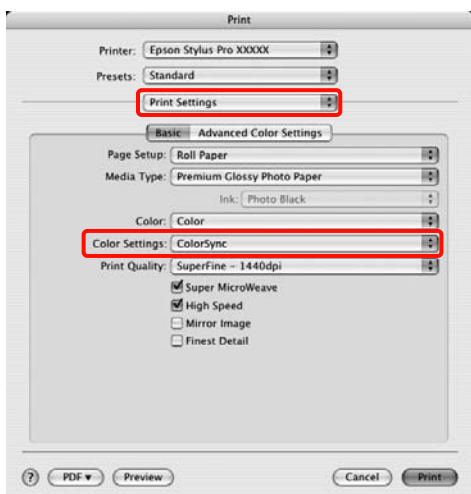 Print
Printer: Epson Stylus Pro XXXXX
Presets: Standard
Print Settings
Basic Advanced Color Settings
Page Setup: Roll Paper
Media Type: Premium Glossy Photo Paper
Ink: Photo Black
Color: Color
Color Settings: ColorSync
Print Quality: SuperFine – 1440dpi
Super MicroWeave
High Speed
Mirror Image
Finest Detail
? PDF ▾ Preview Cancel Print